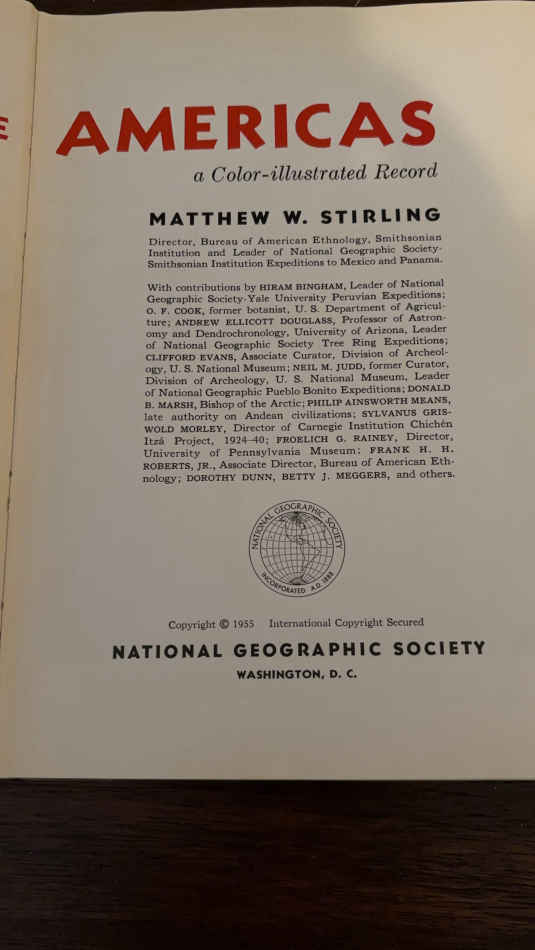 E
AMERICAS
a Color-illustrated Record
MATTHEW W. STIRLING
Director, Bureau of American Ethnology, Smithsonian
Institution and Leader of National Geographic Society-
Smithsonian Institution Expeditions to Mexico and Panama.
With contributions by HIRAM BINGHAM, Leader of National
Geographic Society-Yale University Peruvian Expeditions;
O. F. COOK, former botanist, U. S. Department of Agricul-
ture; ANDREW ELLICOTT DOUGLASS, Professor of Astron-
omy and Dendrochronology, University of Arizona, Leader
of National Geographic Society Tree Ring Expeditions;
CLIFFORD EVANS, Associate Curator, Division of Archeol-
ogy, U. S. National Museum; NEIL M. JUDD, former Curator,
Division of Archeology, U. S. National Museum, Leader
of National Geographic Pueblo Bonito Expeditions; DONALD
B. MARSH, Bishop of the Arctic; PHILIP AINSWORTH MEANS,
late authority on Andean civilizations; SYLVANUS GRIS-
WOLD MORLEY, Director of Carnegie Institution Chichén
Itzá Project, 1924-40; FROELICH G. RAINEY, Director,
University of Pennsylvania Museum; FRANK H. H.
ROBERTS, JR., Associate Director, Bureau of American Eth-
nology; DOROTHY DUNN, BETTY J. MEGGERS, and others.
NATIONAL GEOGRAPHIC SOCIETY
INCORPORATED A.D. 1888
Copyright © 1955 International Copyright Secured
NATIONAL GEOGRAPHIC SOCIETY
WASHINGTON, D. C.